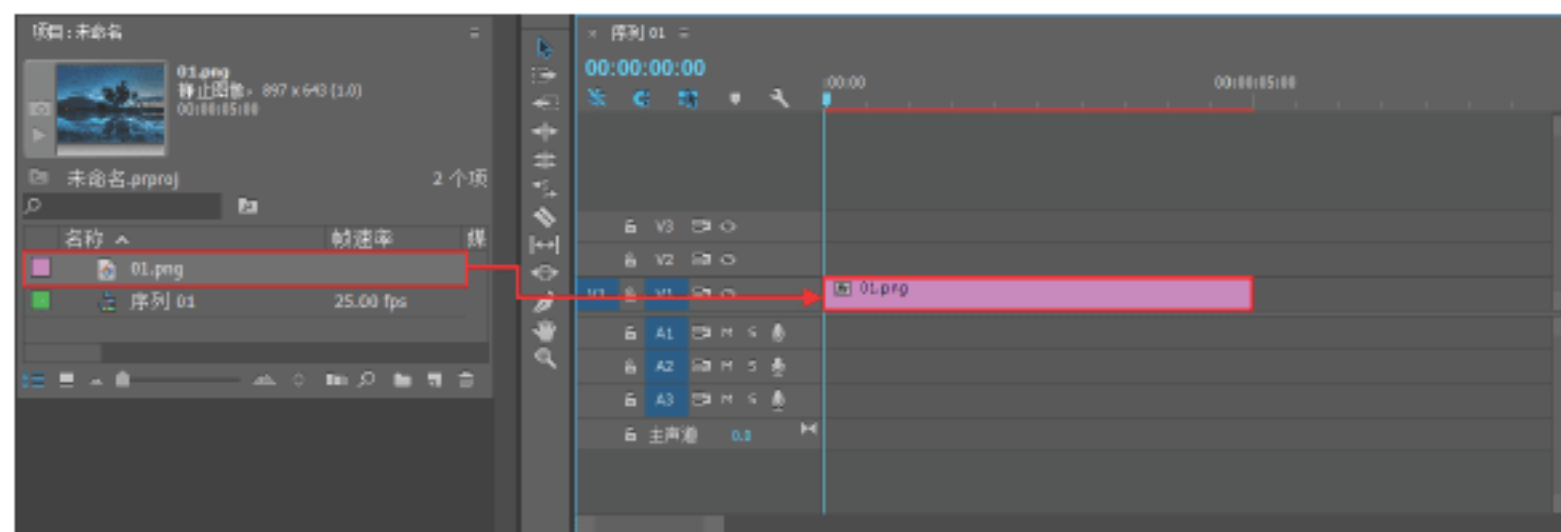 项目:未命名
01.png
静止图像, 897 x 643 (1.0)
00:00:05:00
未命名.prproj
2 个项
名称
帧速率
媒
01.png
序列 01
25.00 fps
× 序列 01
00:00:00:00
:00:00
00:00:05:00
V3
V2
V1 V1
01.png
A1 M S
A2 M S
A3 M S
主声道 0.0